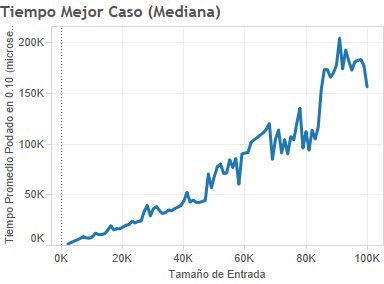 Tiempo Mejor Caso (Mediana)
Tiempo Promedio Podado en 0.10 (microse..
200K
150K
100K
50K
0K
0K
20K
40K
60K
80K
100K
Tamaño de Entrada